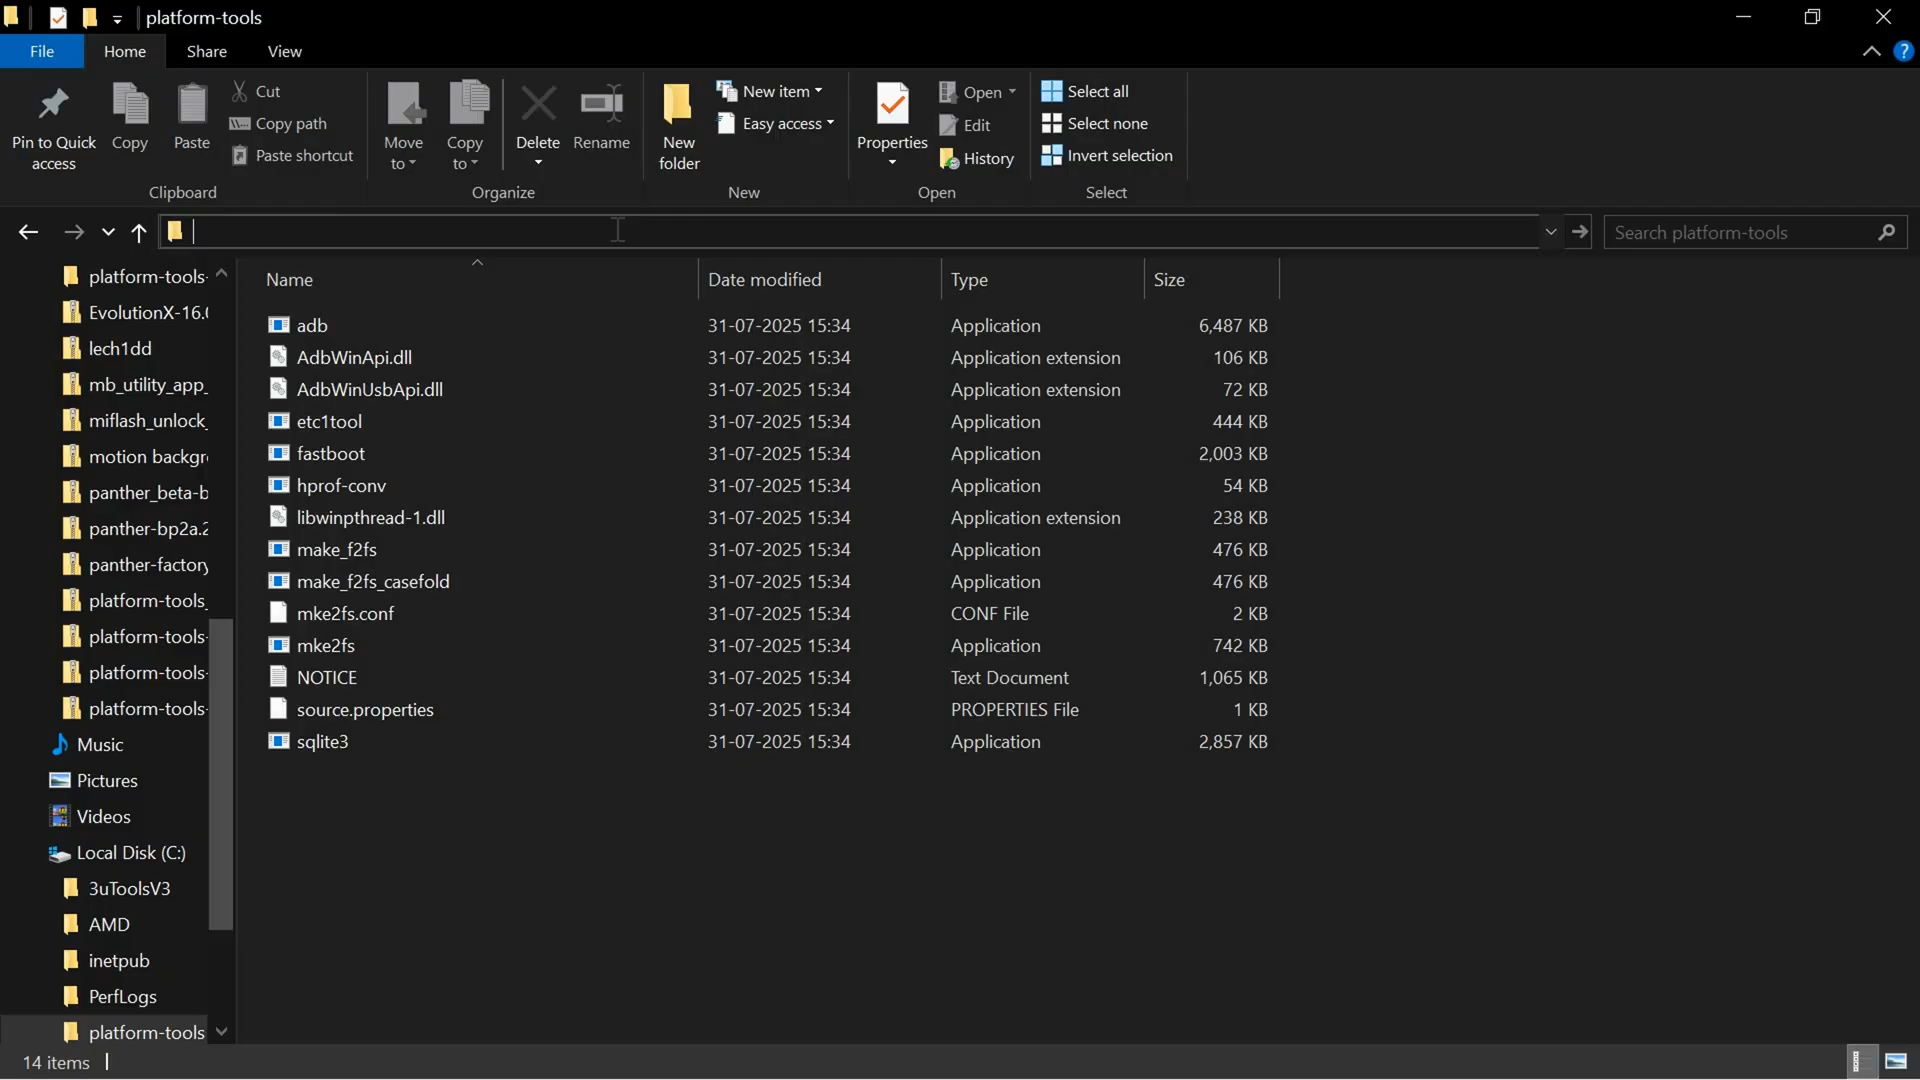 platform-tools
File Home Share View
Pin to Quick access
Copy
Paste
Cut
Copy path
Paste shortcut
Clipboard
Move to
Copy to
Delete
Rename
Organize
New folder
New item
Easy access
New
Properties
Open
Edit
History
Open
Select all
Select none
Invert selection
Select
Search platform-tools
platform-tools-
EvolutionX-16.0
lech1dd
mb_utility_app_
miflash_unlock_
motion backgr
panther_beta-b
panther-bp2a.2
panther-factory
platform-tools_
platform-tools-
platform-tools-
platform-tools-
Music
Pictures
Videos
Local Disk (C:)
3uToolsV3
AMD
inetpub
PerfLogs
platform-tools
Name Date modified Type Size
adb 31-07-2025 15:34 Application 6,487 KB
AdbWinApi.dll 31-07-2025 15:34 Application extension 106 KB
AdbWinUsbApi.dll 31-07-2025 15:34 Application extension 72 KB
etc1tool 31-07-2025 15:34 Application 444 KB
fastboot 31-07-2025 15:34 Application 2,003 KB
hprof-conv 31-07-2025 15:34 Application 54 KB
libwinpthread-1.dll 31-07-2025 15:34 Application extension 238 KB
make_f2fs 31-07-2025 15:34 Application 476 KB
make_f2fs_casefold 31-07-2025 15:34 Application 476 KB
mke2fs.conf 31-07-2025 15:34 CONF File 2 KB
mke2fs 31-07-2025 15:34 Application 742 KB
NOTICE 31-07-2025 15:34 Text Document 1,065 KB
source.properties 31-07-2025 15:34 PROPERTIES File 1 KB
sqlite3 31-07-2025 15:34 Application 2,857 KB
14 items